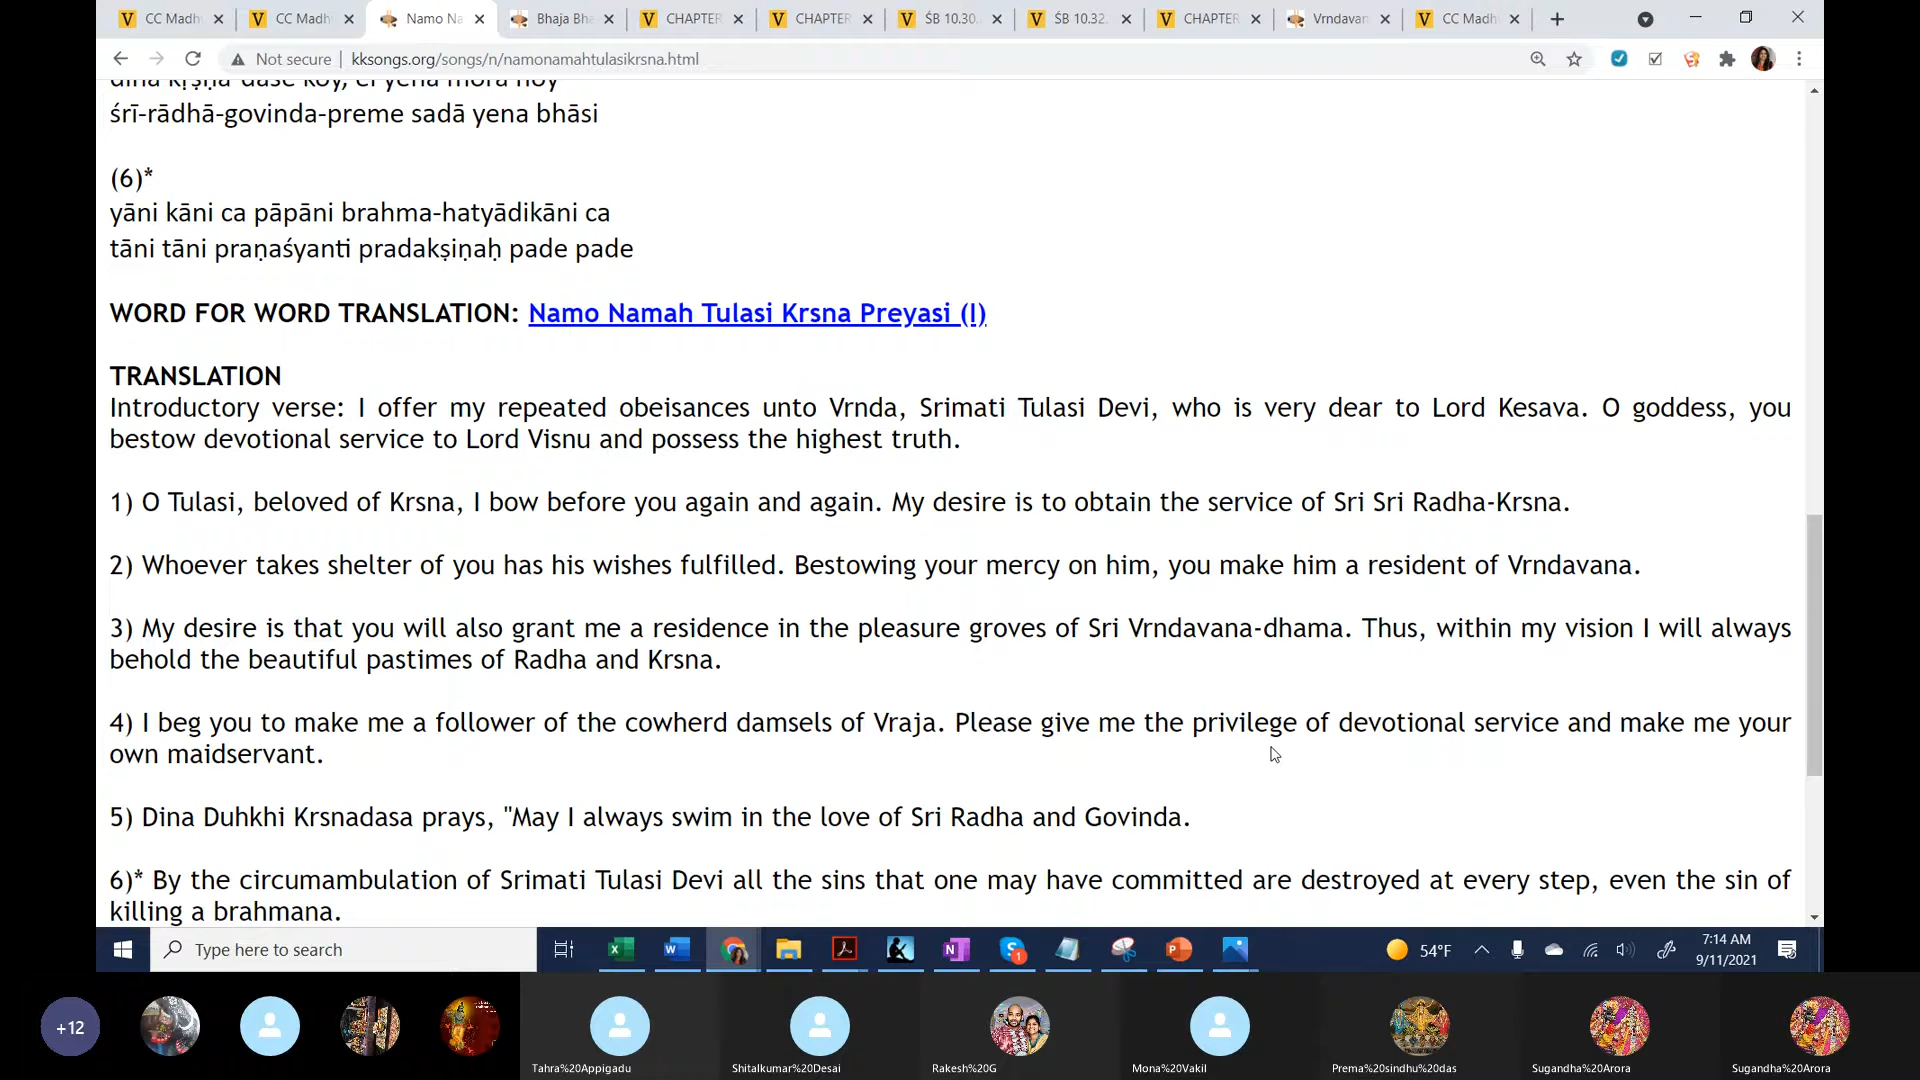 CC Madh
CC Madh
Namo Na
Bhaja Bha
CHAPTER
CHAPTER
ŚB 10.30.
ŚB 10.32.
CHAPTER
Vrndavan
CC Madh
Not secure
kksongs.org/songs/n/namonamahtulasikrsna.html
śrī-rādhā-govinda-preme sadā yena bhāsi
(6)*
yāni kāni ca pāpāni brahma-hatyādikāni ca
tāni tāni praṇaśyanti pradakṣiṇaḥ pade pade
WORD FOR WORD TRANSLATION: Namo Namah Tulasi Krsna Preyasi (I)
TRANSLATION
Introductory verse: I offer my repeated obeisances unto Vrnda, Srimati Tulasi Devi, who is very dear to Lord Kesava. O goddess, you
bestow devotional service to Lord Visnu and possess the highest truth.
1) O Tulasi, beloved of Krsna, I bow before you again and again. My desire is to obtain the service of Sri Sri Radha-Krsna.
2) Whoever takes shelter of you has his wishes fulfilled. Bestowing your mercy on him, you make him a resident of Vrndavana.
3) My desire is that you will also grant me a residence in the pleasure groves of Sri Vrndavana-dhama. Thus, within my vision I will always
behold the beautiful pastimes of Radha and Krsna.
4) I beg you to make me a follower of the cowherd damsels of Vraja. Please give me the privilege of devotional service and make me your
own maidservant.
5) Dina Duhkhi Krsnadasa prays, "May I always swim in the love of Sri Radha and Govinda.
6)* By the circumambulation of Srimati Tulasi Devi all the sins that one may have committed are destroyed at every step, even the sin of
killing a brahmana.
Type here to search
54°F
7:14 AM
9/11/2021
+12
Tahra%20Appigadu
Shitalkumar%20Desai
Rakesh%20G
Mona%20Vakil
Prema%20sindhu%20das
Sugandha%20Arora
Sugandha%20Arora